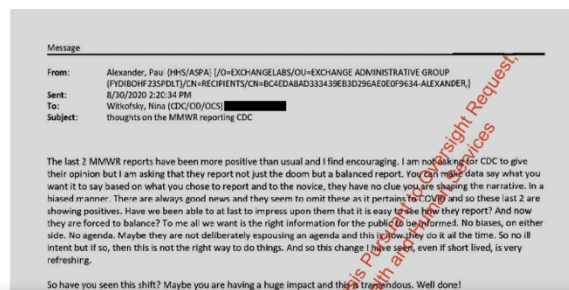 Message
From: Alexander, Paul (HHS/ASPA) [/O=EXCHANGELABS/OU=EXCHANGE ADMINISTRATIVE GROUP
(FYDIBOHF23SPDLT)/CN=RECIPIENTS/CN=BC4EDA8AD333439EB3D296AE0E0F9634-ALEXANDER,]
Sent: 8/30/2020 2:20:34 PM
To: Witkofsky, Nina (CDC/OD/OCS)
Subject: thoughts on the MMWR reporting CDC
The last 2 MMWR reports have been more positive than usual and I find encouraging. I am not asking for CDC to give
their opinion but I am asking that they report not just the doom but a balanced report. You can make data say what you
want it to say based on what you chose to report and to the novice, they have no clue you are shaping the narrative. In a
biased manner. There are always good news and they seem to omit these as it pertains to COVID and so these last 2 are
showing positives. Have we been able to at last to impress upon them that it is easy to see how they report? And now
they are forced to balance? To me all we want is the right information for the public to be informed. No biases, on either
side. No agenda. Maybe they are not deliberately espousing an agenda and this is how they do it all the time. So no ill
intent but if so, then this is not the right way to do things. And so this change I have seen, even if short lived, is very
refreshing.
So have you seen this shift? Maybe you are having a huge impact and this is tremendous. Well done!
his Pursuant to Oversight Request,
lth and Human Services